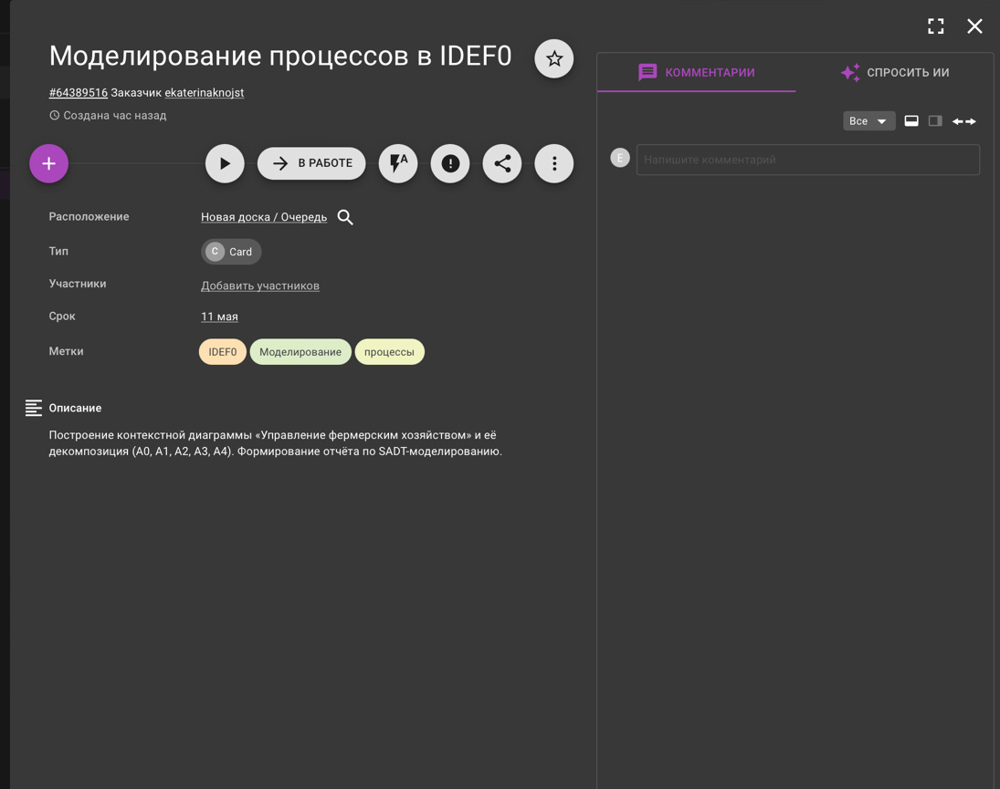 Моделирование процессов в IDEF0
#64389516 Заказчик ekaterinaknojst
Создана час назад
В РАБОТЕ
A
Расположение
Новая доска / Очередь
Тип
C Card
Участники
Добавить участников
Срок
11 мая
Метки
IDEF0 Моделирование процессы
Описание
Построение контекстной диаграммы «Управление фермерским хозяйством» и её
декомпозиция (A0, A1, A2, A3, A4). Формирование отчёта по SADT-моделированию.
КОММЕНТАРИИ
СПРОСИТЬ ИИ
Все
E
Напишите комментарий